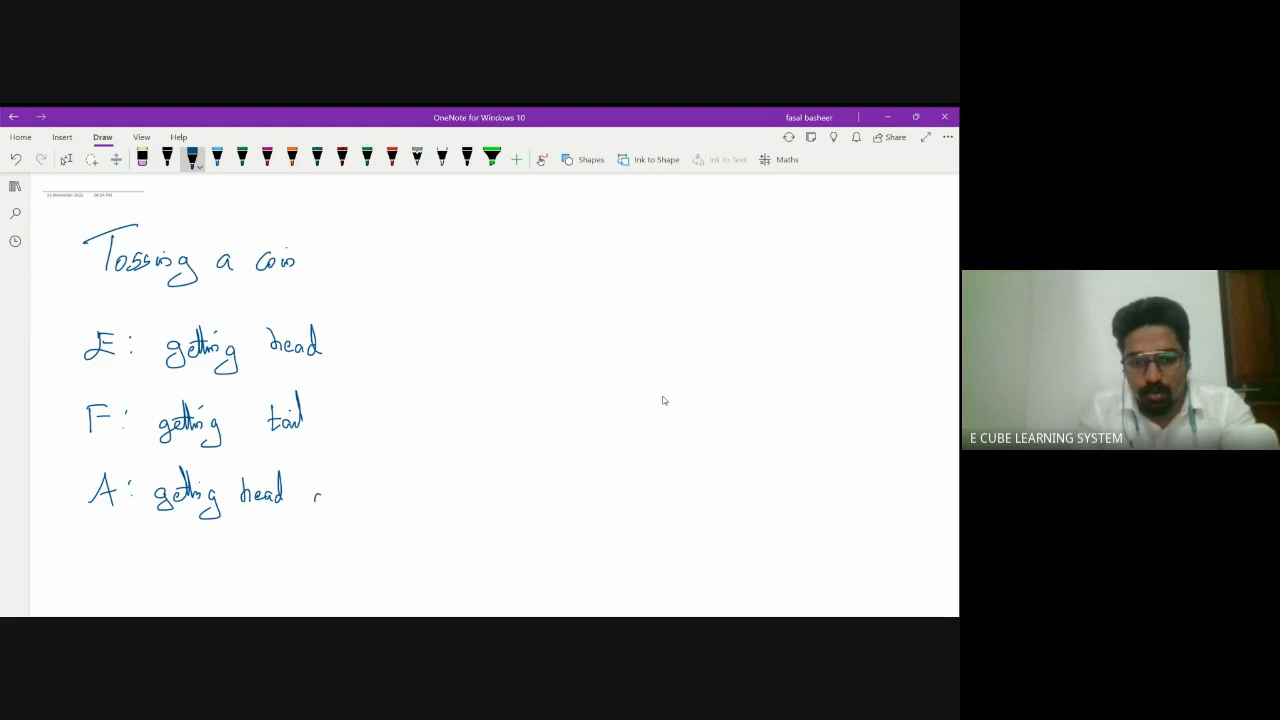 OneNote for Windows 10
fasal basheer
Home Insert Draw View Help
Share
Shapes Ink to Shape Ink to Text Maths
Tossing a coin
E: getting head
F: getting tail
A: getting head
E CUBE LEARNING SYSTEM